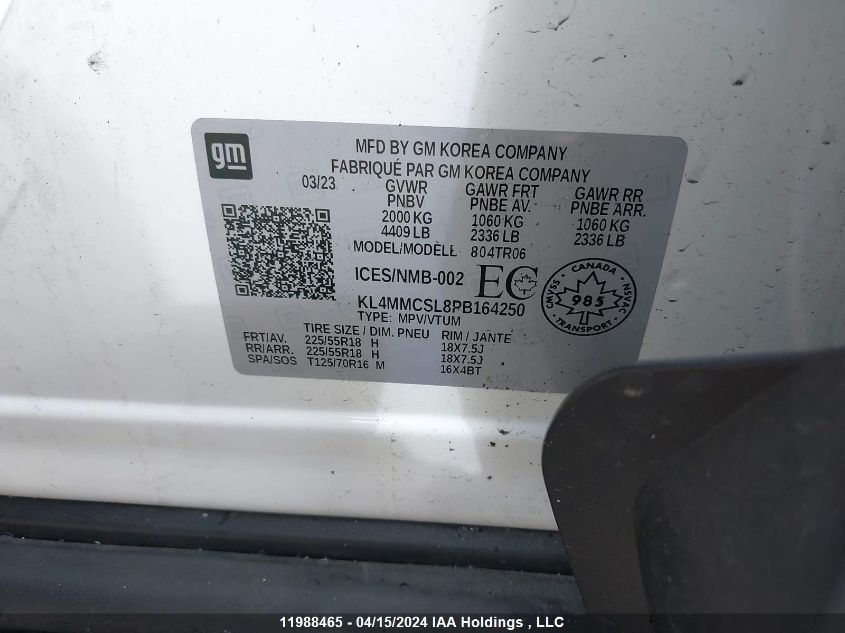 gm
MFD BY GM KOREA COMPANY
FABRIQUÉ PAR GM KOREA COMPANY
03/23 GVWR GAWR FRT GAWR RR
PNBV PNBE AV. PNBE ARR.
2000 KG 1060 KG 1060 KG
4409 LB 2336 LB 2336 LB
MODEL/MODÈLE 804TR06
ICES/NMB-002 EC
CANADA
CMVSS 985 NSVAC
TRANSPORT
KL4MMCSL8PB164250
TYPE: MPV/VTUM
TIRE SIZE / DIM. PNEU RIM / JANTE
FRT/AV. 225/55R18 H 18X7.5J
RR/ARR. 225/55R18 H 18X7.5J
SPA/SOS T125/70R16 M 16X4BT
11988465 - 04/15/2024 IAA Holdings , LLC